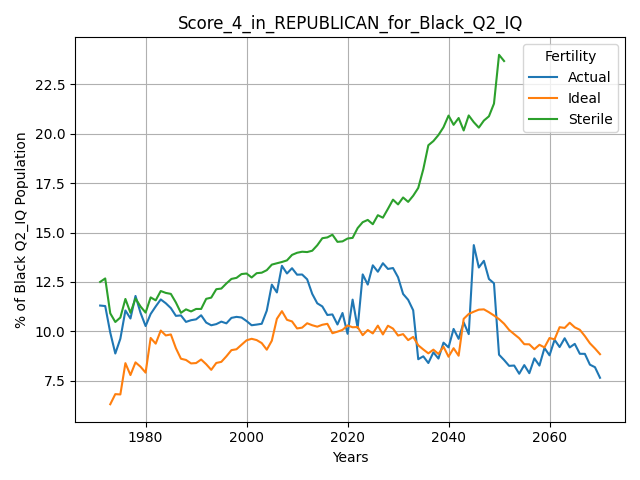 Score_4_in_REPUBLICAN_for_Black_Q2_IQ
% of Black Q2_IQ Population
22.5
20.0
17.5
15.0
12.5
10.0
7.5
Fertility
Actual
Ideal
Sterile
1980
2000
2020
2040
2060
Years